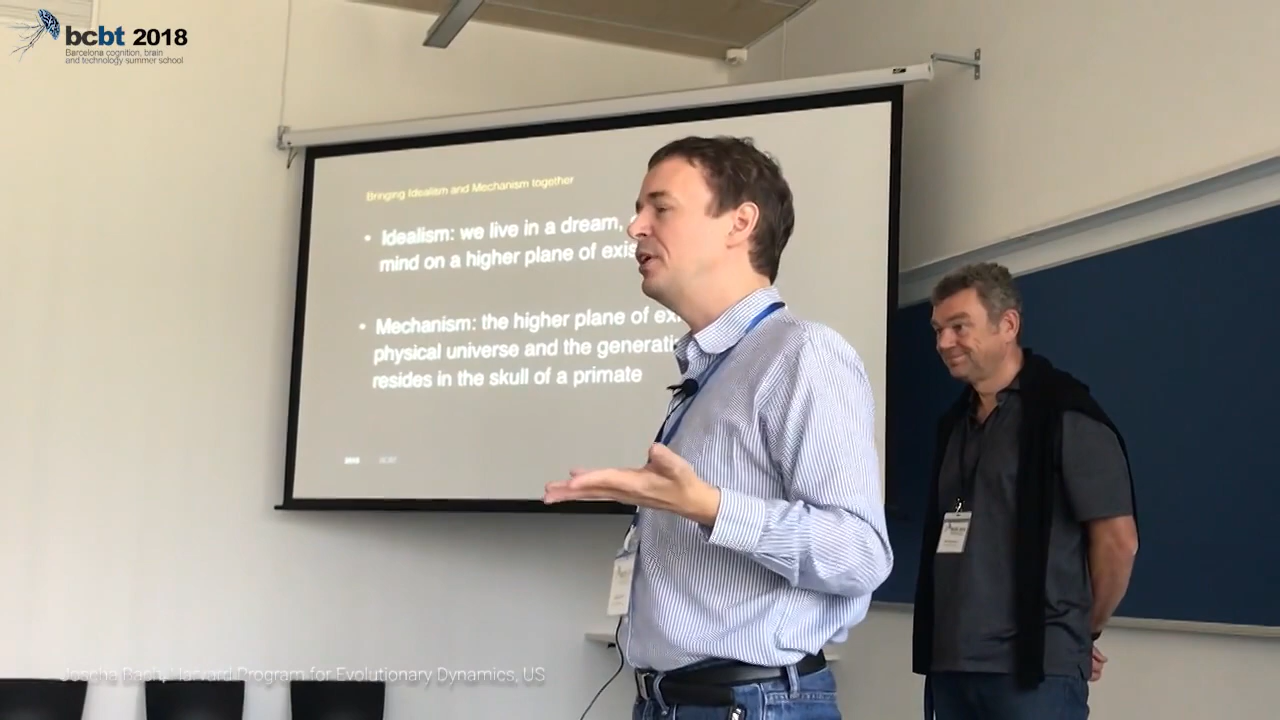 bcbt 2018
Barcelona cognition, brain
and technology summer school
Bringing Idealism and Mechanism together
• Idealism: we live in a dream,
mind on a higher plane of exis
• Mechanism: the higher plane of ex
physical universe and the generati
resides in the skull of a primate
Joscha Bach, Harvard Program for Evolutionary Dynamics, US